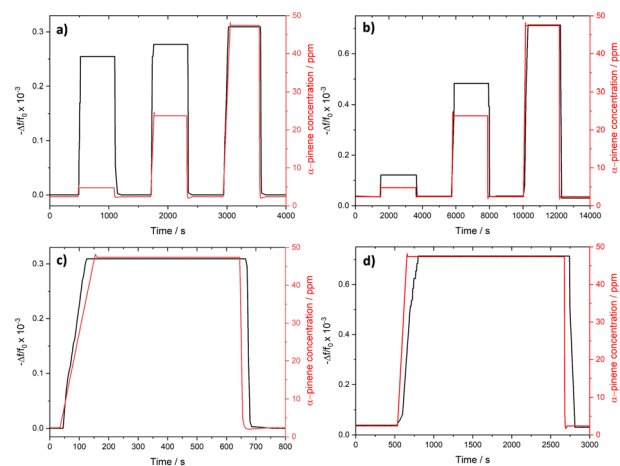 a)
0.3
0.2
0.1
0.0
-Δf/f₀ x 10⁻³
50
40
30
20
10
0
α-pinene concentration / ppm
0 1000 2000 3000 4000
Time / s
b)
0.6
0.4
0.2
0.0
-Δf/f₀ x 10⁻³
50
40
30
20
10
0
α-pinene concentration / ppm
0 2000 4000 6000 8000 10000 12000 14000
Time / s
c)
0.3
0.2
0.1
0.0
-Δf/f₀ x 10⁻³
50
40
30
20
10
0
α-pinene concentration / ppm
0 100 200 300 400 500 600 700 800
Time / s
d)
0.6
0.4
0.2
0.0
-Δf/f₀ x 10⁻³
50
40
30
20
10
0
α-pinene concentration / ppm
0 500 1000 1500 2000 2500 3000
Time / s